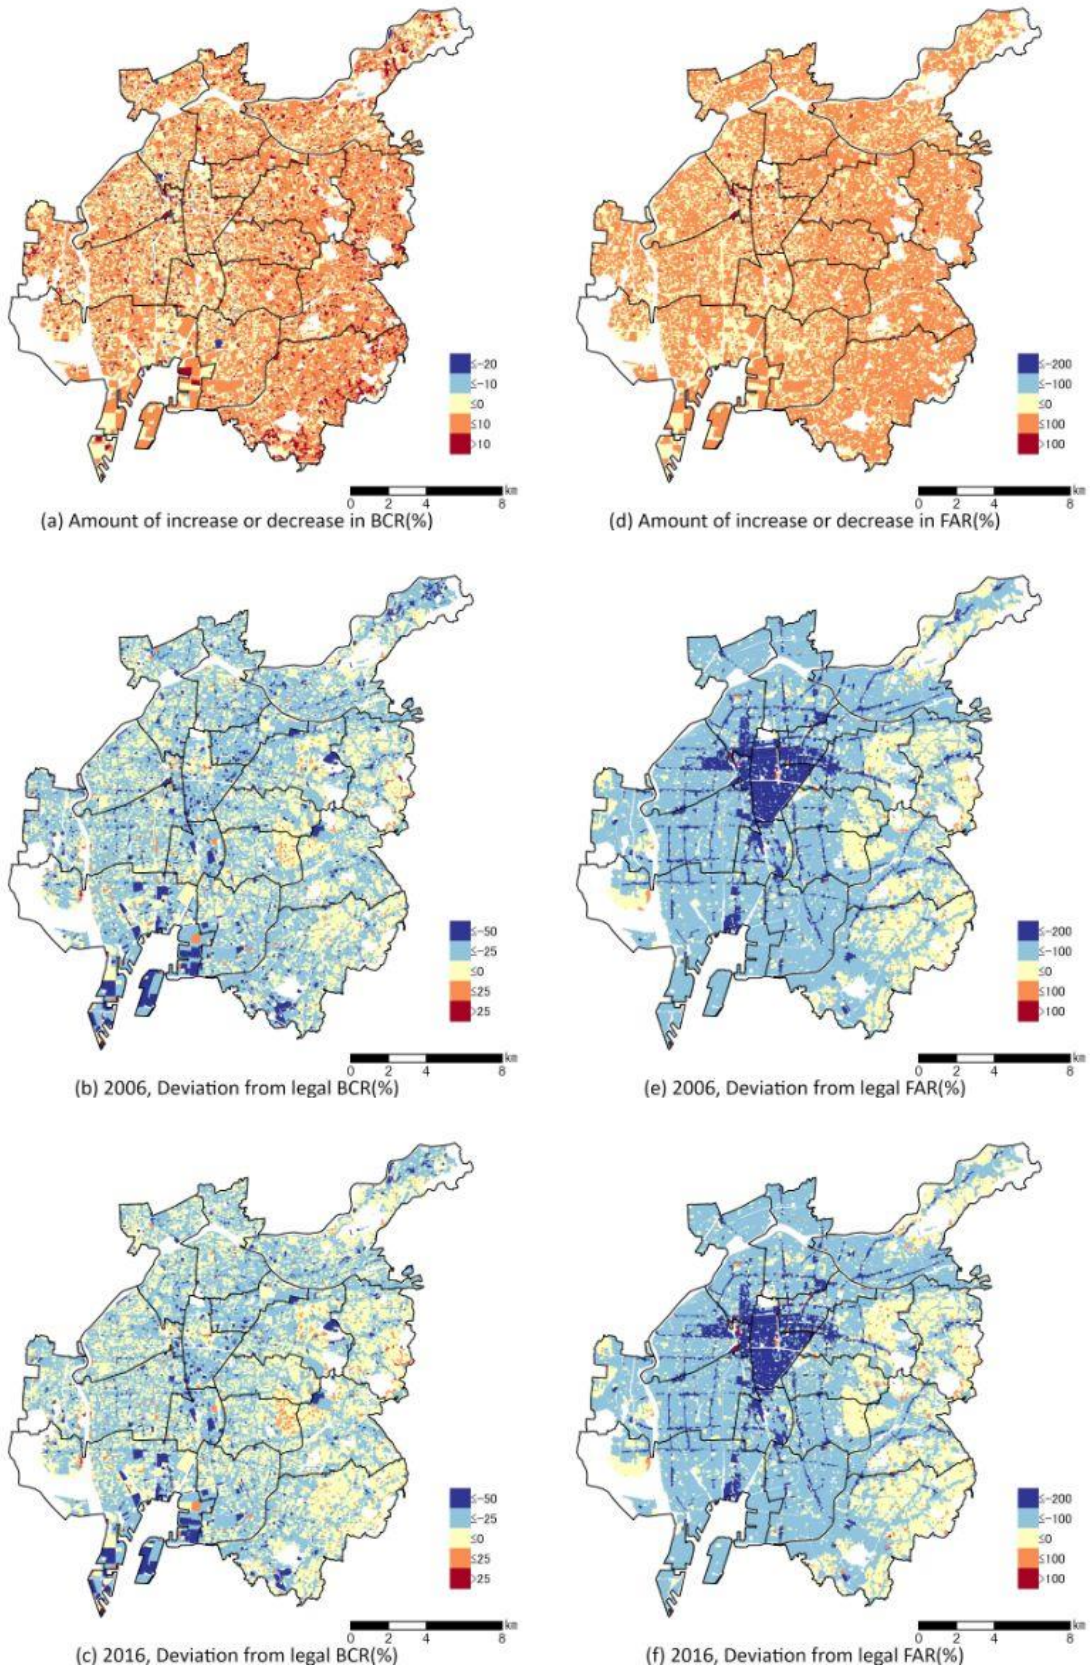 ≤-20
≤-10
≤0
≤10
>10
km
0 2 4 8
(a) Amount of increase or decrease in BCR(%)
≤-200
≤-100
≤0
≤100
>100
km
0 2 4 8
(d) Amount of increase or decrease in FAR(%)
≤-50
≤-25
≤0
≤25
>25
km
0 2 4 8
(b) 2006, Deviation from legal BCR(%)
≤-200
≤-100
≤0
≤100
>100
km
0 2 4 8
(e) 2006, Deviation from legal FAR(%)
≤-50
≤-25
≤0
≤25
>25
km
0 2 4 8
(c) 2016, Deviation from legal BCR(%)
≤-200
≤-100
≤0
≤100
>100
km
0 2 4 8
(f) 2016, Deviation from legal FAR(%)